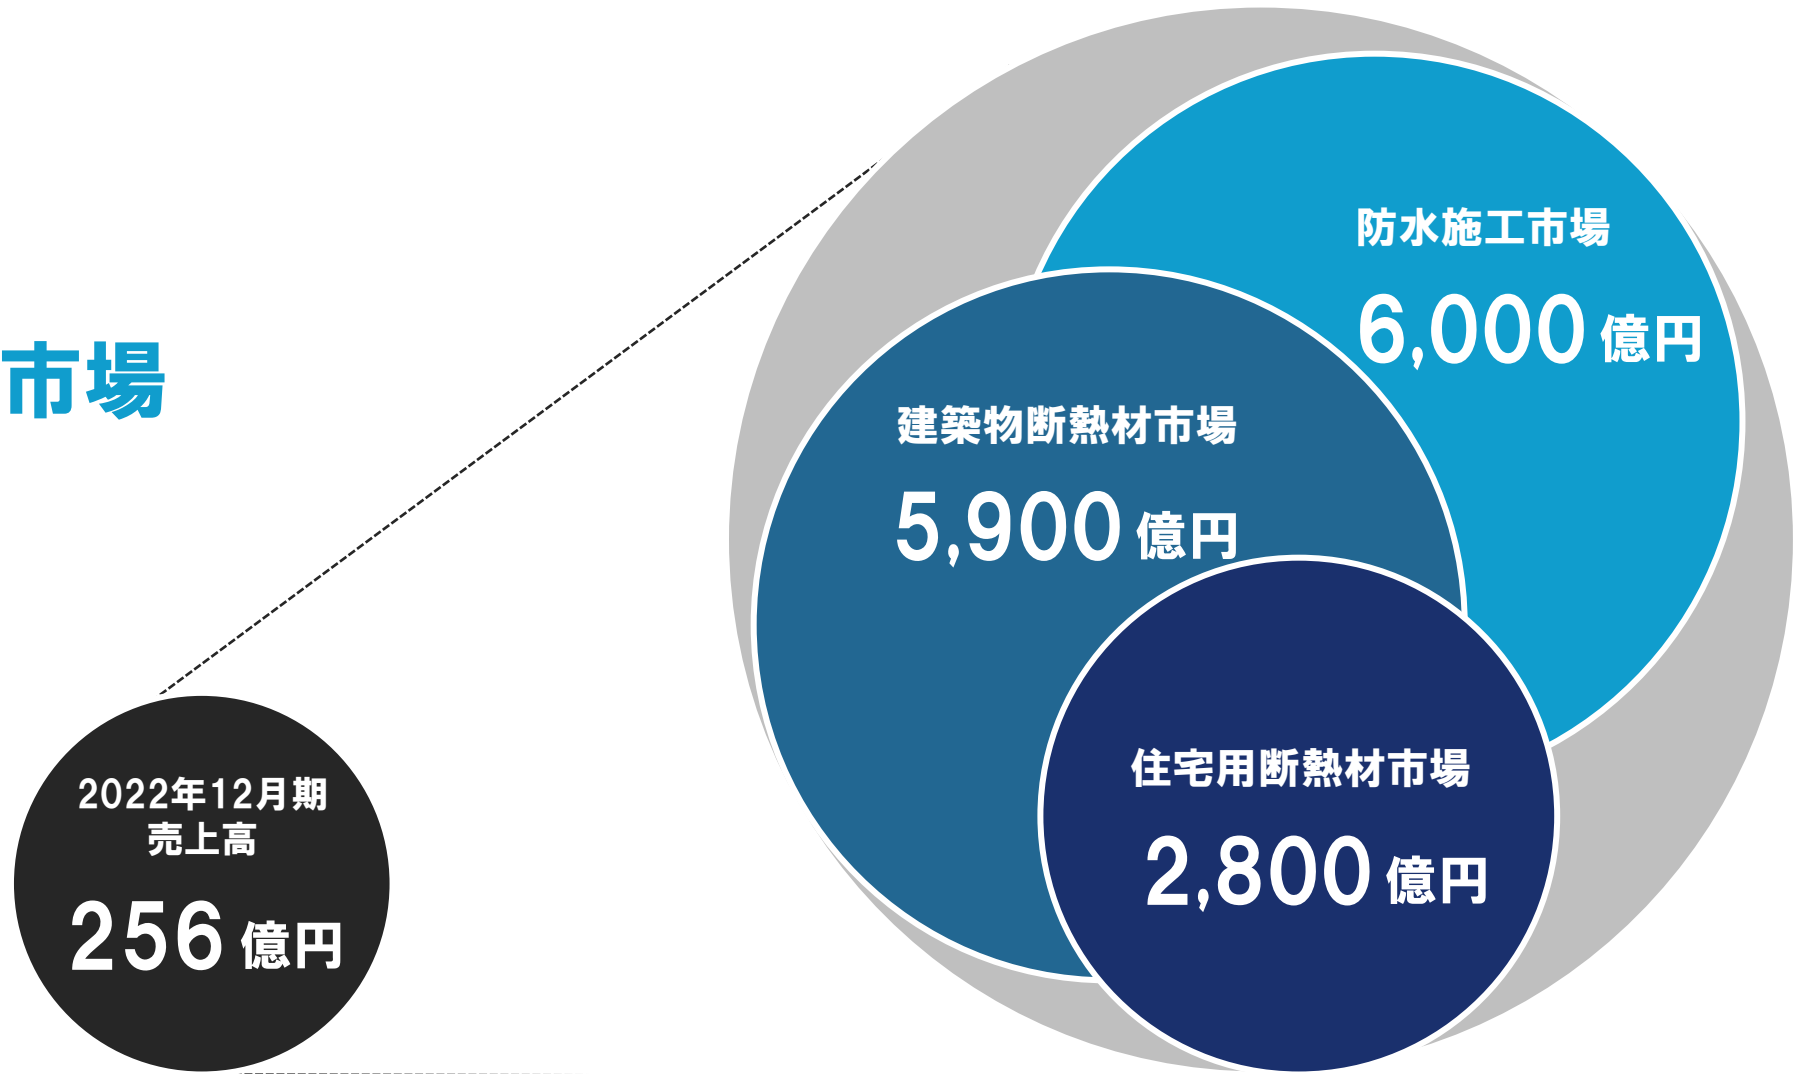 市場
防水施工市場
6,000 億円
建築物断熱材市場
5,900 億円
住宅用断熱材市場
2,800 億円
2022年12月期
売上高
256 億円